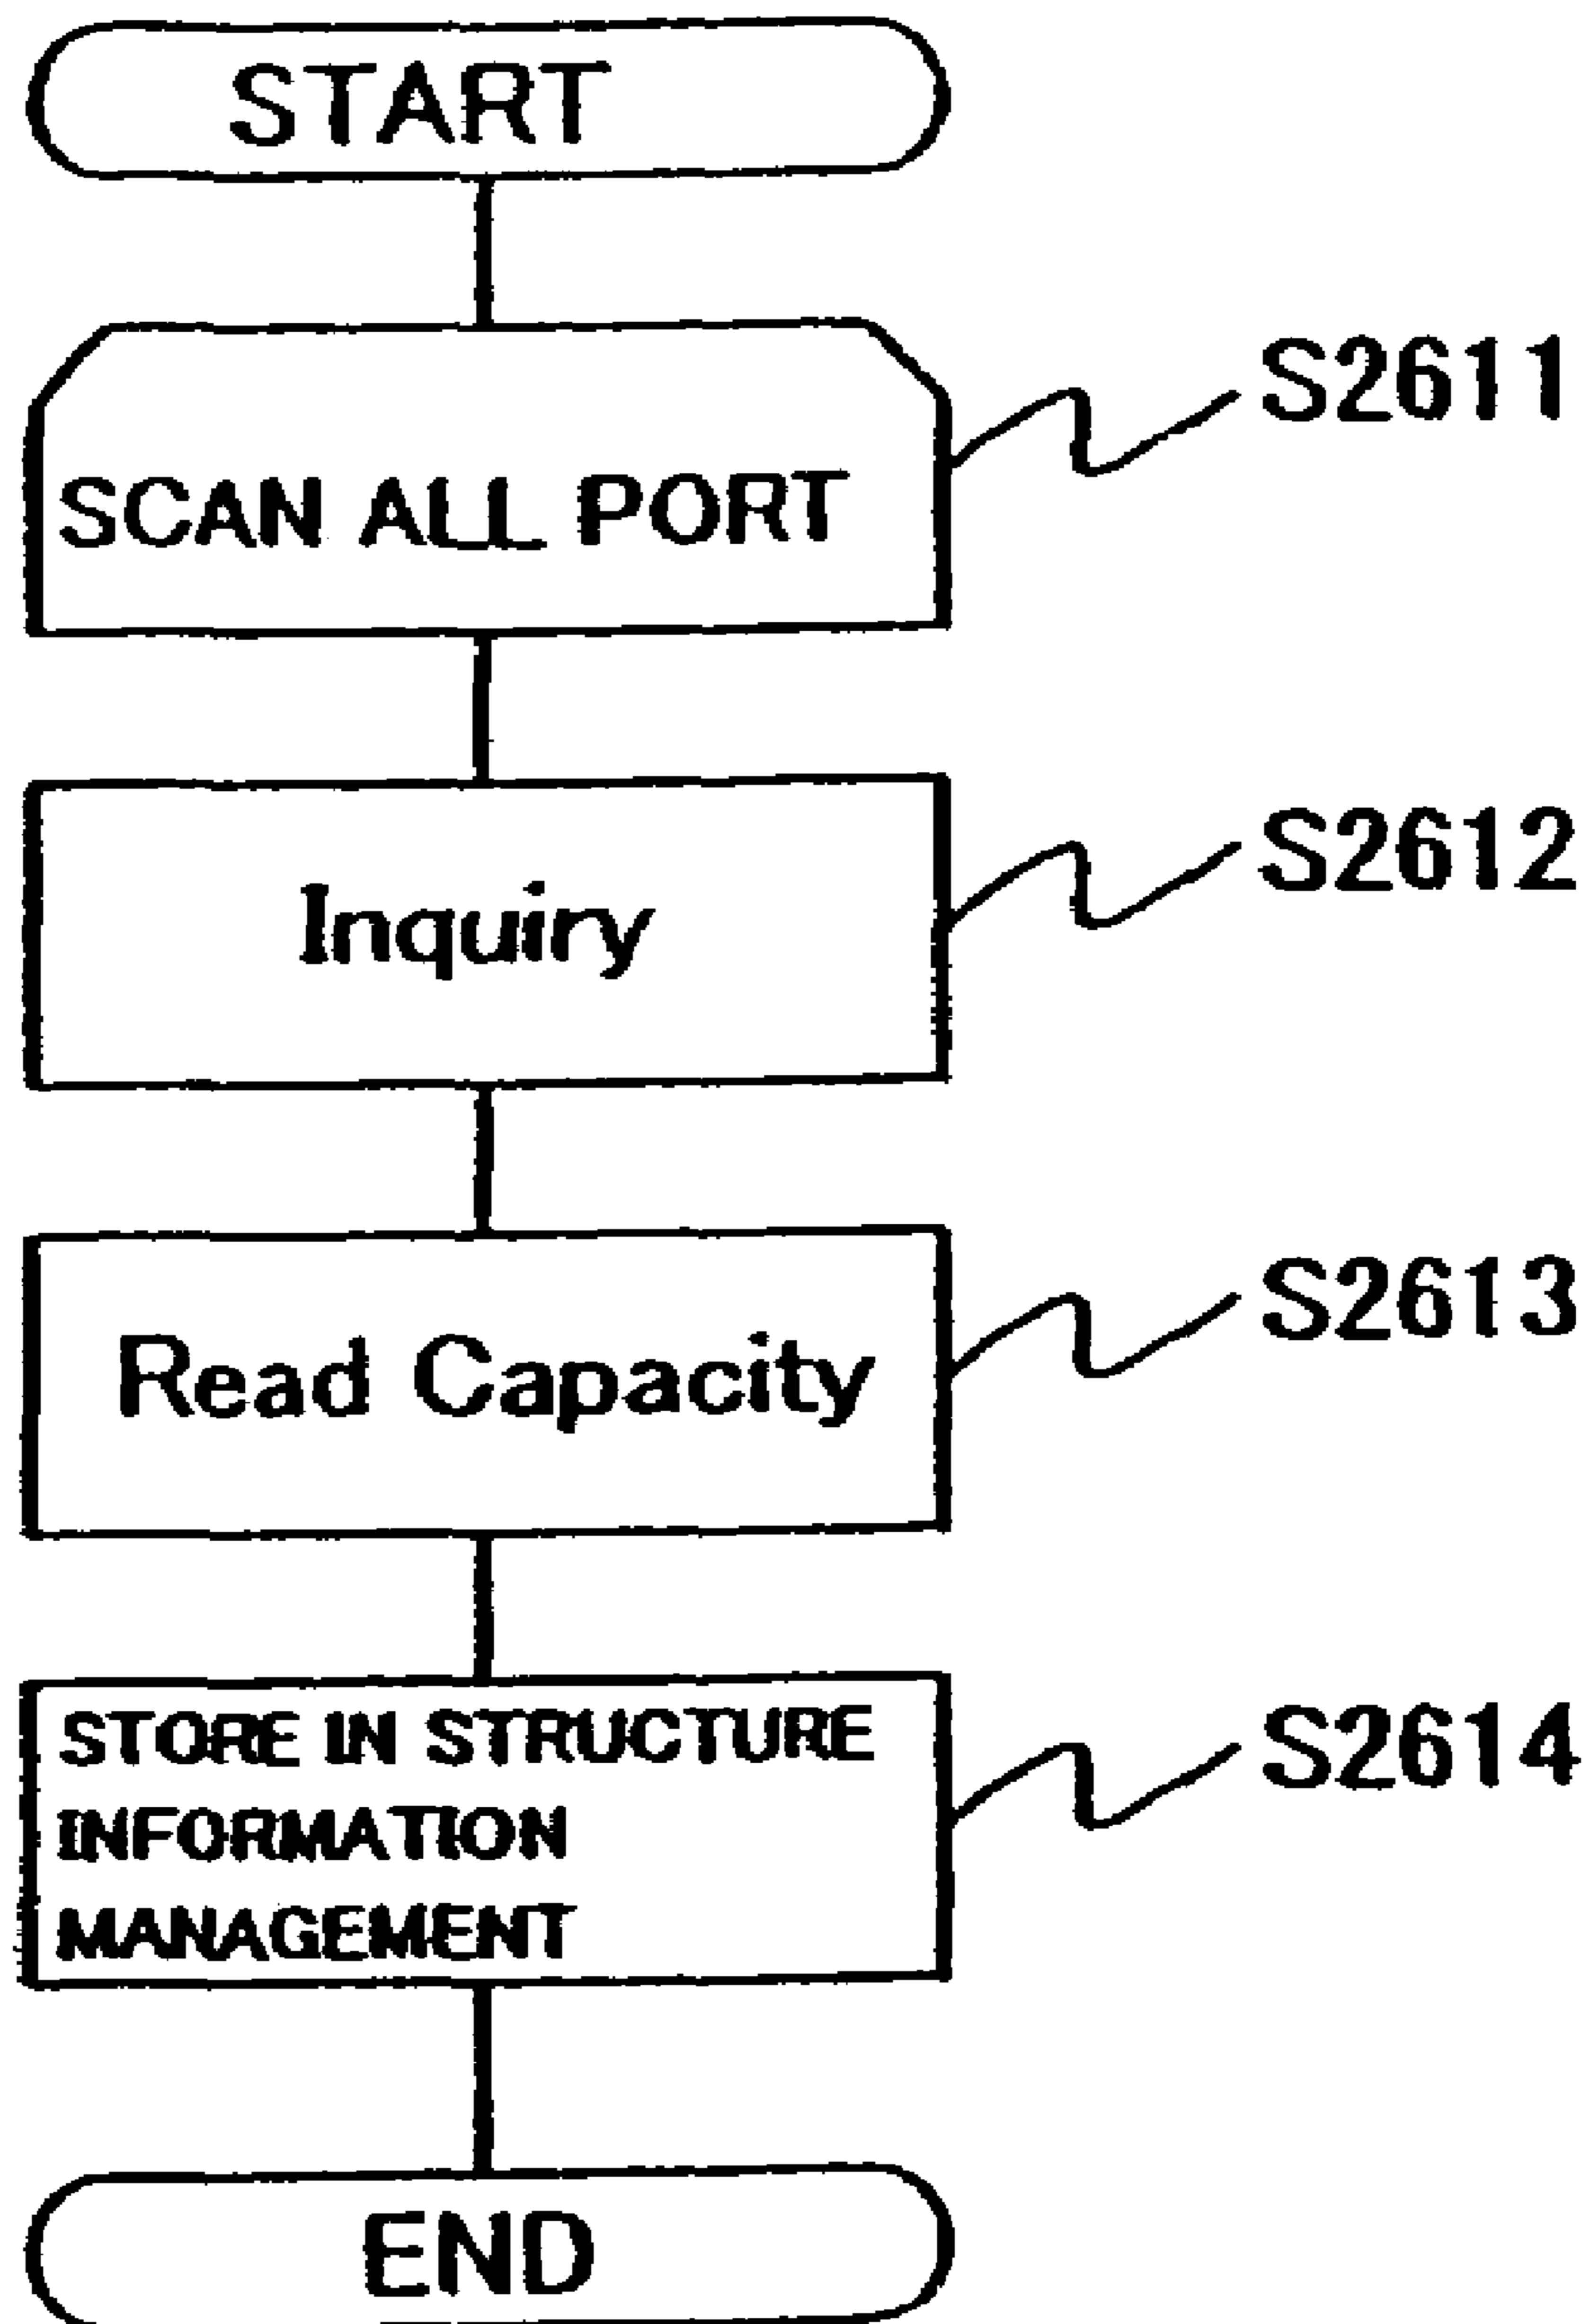 START
SCAN ALL PORT
S2611
Inquiry
S2612
Read Capacity
S2613
STORE IN STRUCTURE
INFORMATION
MANAGEMENT
S2614
END